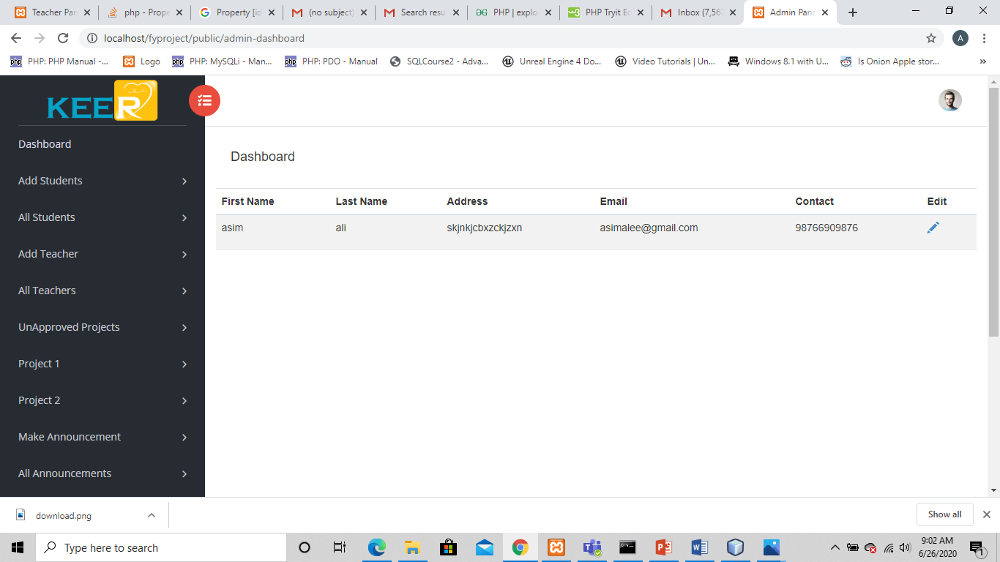 Teacher Par php - Prope Property [id (no subject) Search resu PHP | explo PHP Tryit Ed Inbox (7,567 Admin Pane
localhost/fyproject/public/admin-dashboard A
PHP: PHP Manual -... Logo PHP: MySQLi - Man... PHP: PDO - Manual SQLCourse2 - Adva... Unreal Engine 4 Do... Video Tutorials | Un... Windows 8.1 with U... Is Onion Apple stor... »
KEER
Dashboard
Add Students
All Students
Add Teacher
All Teachers
UnApproved Projects
Project 1
Project 2
Make Announcement
All Announcements
Dashboard
First Name Last Name Address Email Contact Edit
asim ali skjnkjcbxzckjzxn asimalee@gmail.com 98766909876
download.png Show all
Type here to search 9:02 AM
6/26/2020 1